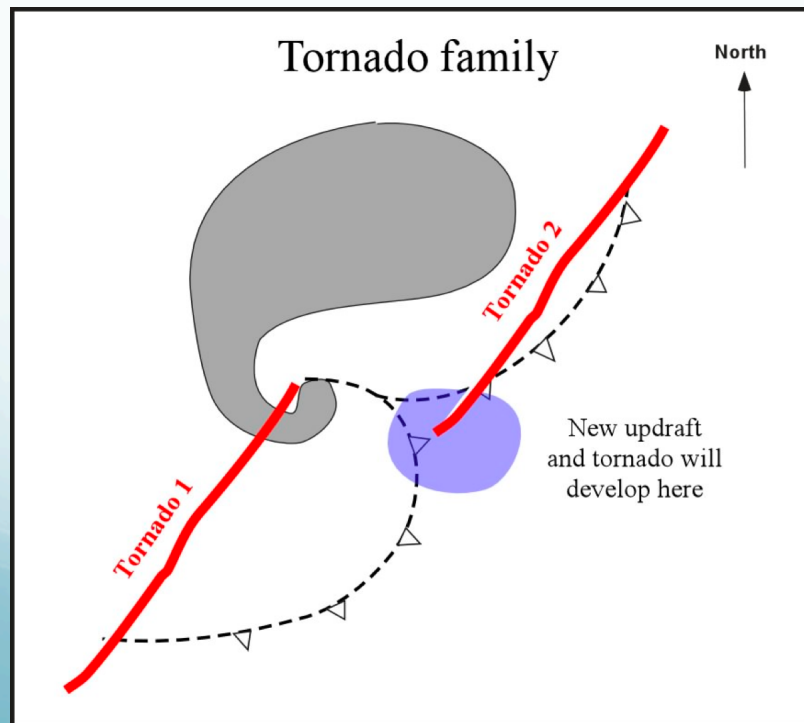 Tornado family
North
Tornado 2
New updraft
and tornado will
develop here
Tornado 1